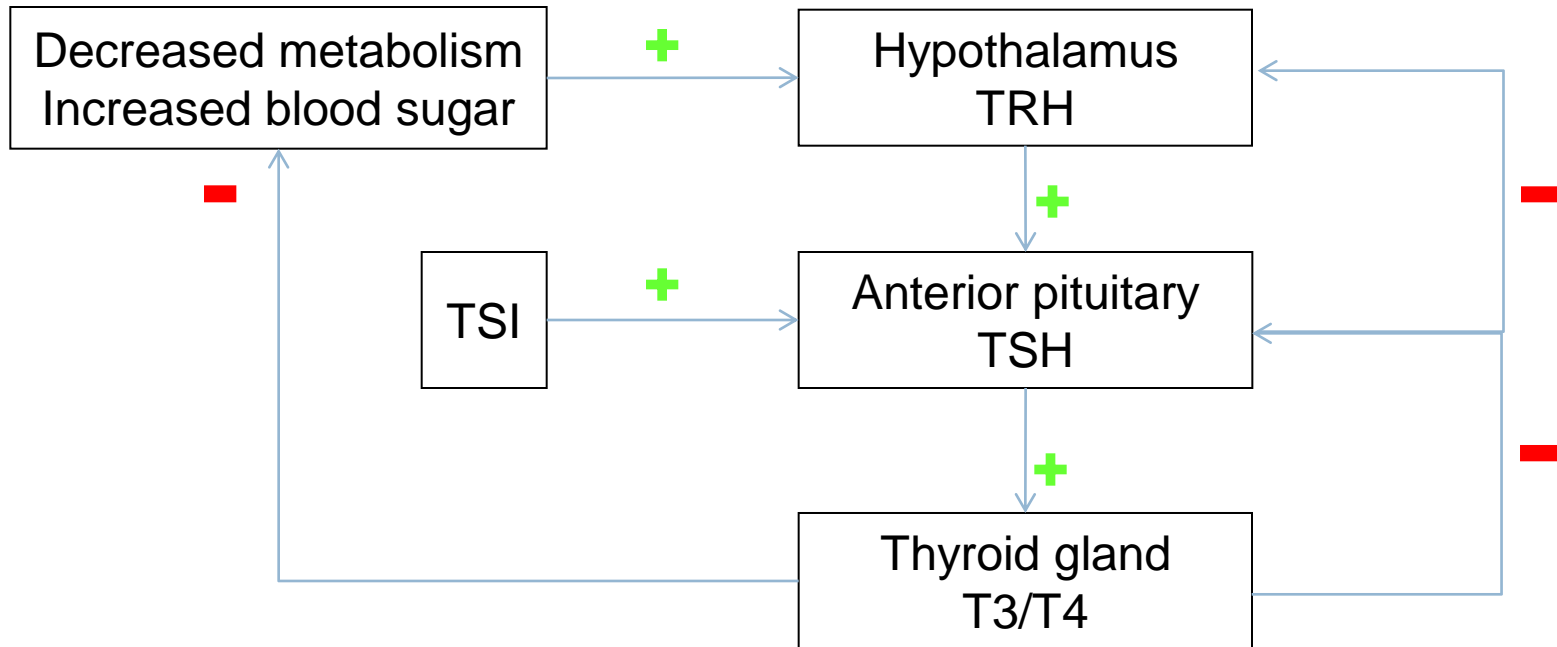 Decreased metabolism
Increased blood sugar
+
Hypothalamus
TRH
-
+
-
TSI
+
Anterior pituitary
TSH
+
-
Thyroid gland
T3/T4